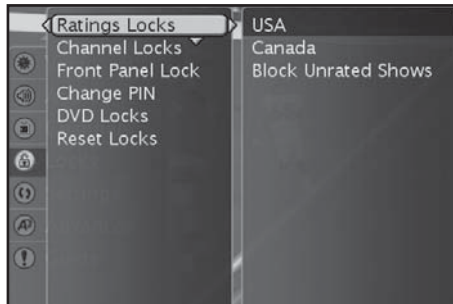 Ratings Locks
Channel Locks
Front Panel Lock
Change PIN
DVD Locks
Reset Locks
USA
Canada
Block Unrated Shows